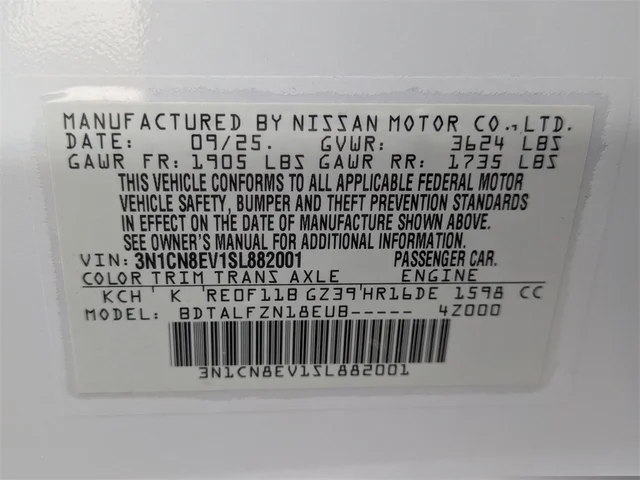 MANUFACTURED BY NISSAN MOTOR CO.,LTD.
DATE: 09/25. GVWR: 3624 LBS
GAWR FR: 1905 LBS GAWR RR: 1735 LBS
THIS VEHICLE CONFORMS TO ALL APPLICABLE FEDERAL MOTOR
VEHICLE SAFETY, BUMPER AND THEFT PREVENTION STANDARDS
IN EFFECT ON THE DATE OF MANUFACTURE SHOWN ABOVE.
SEE OWNER'S MANUAL FOR ADDITIONAL INFORMATION.
VIN: 3N1CN8EV1SL882001 PASSENGER CAR.
COLOR TRIM TRANS AXLE ENGINE
KCH K RE0F11B GZ39 HR16DE 1598 CC
MODEL: BDTALFZN18EUB----- 4Z000
3N1CN8EV1SL882001